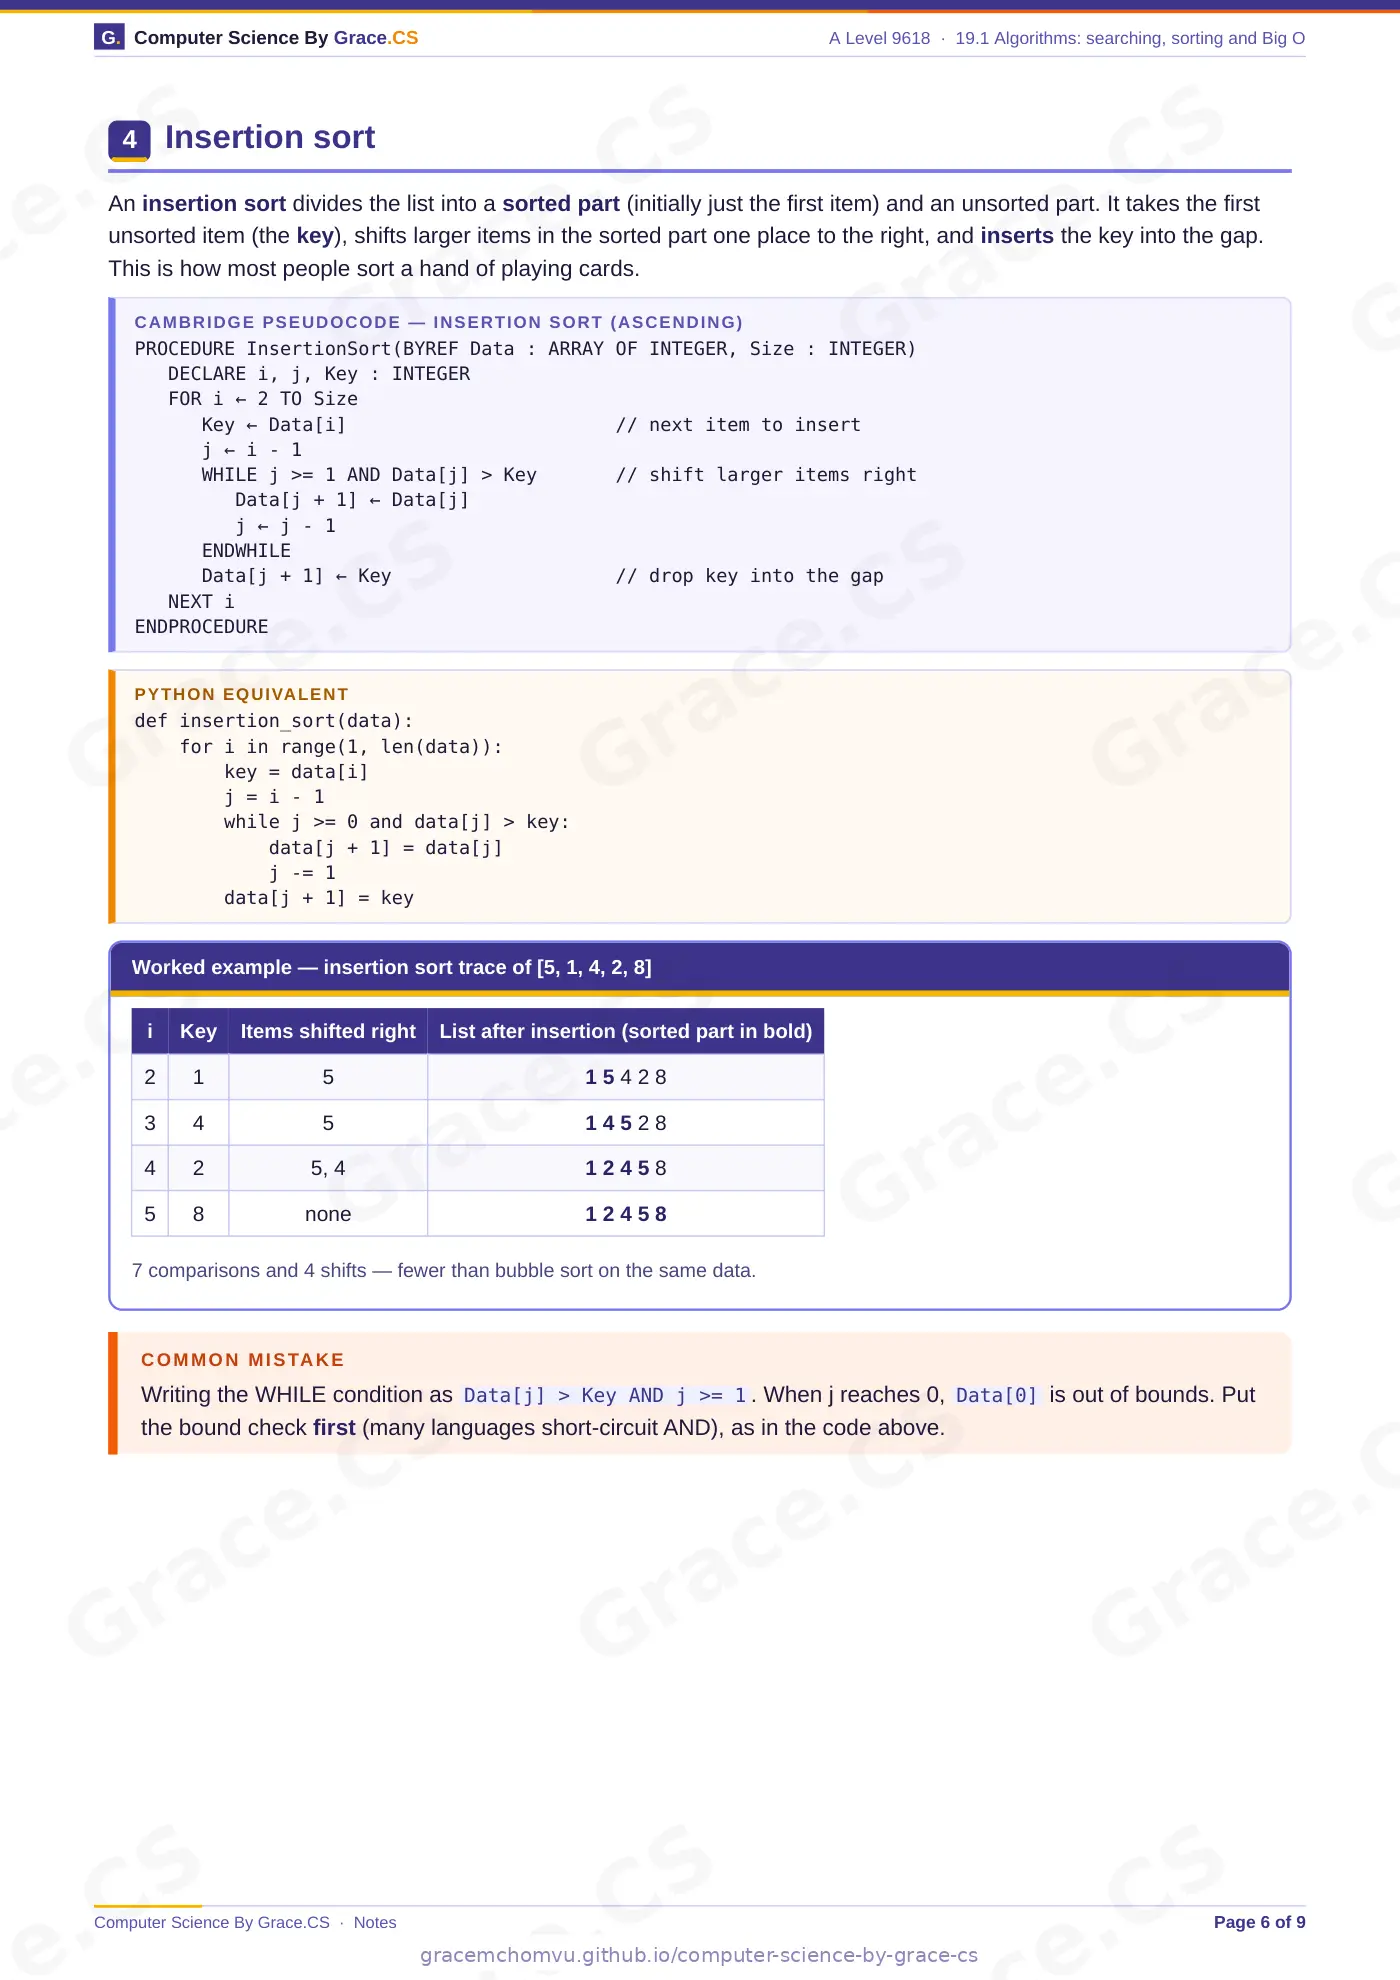 G. Computer Science By Grace.CS
A Level 9618 · 19.1 Algorithms: searching, sorting and Big O
4 Insertion sort
An insertion sort divides the list into a sorted part (initially just the first item) and an unsorted part. It takes the first
unsorted item (the key), shifts larger items in the sorted part one place to the right, and inserts the key into the gap.
This is how most people sort a hand of playing cards.
CAMBRIDGE PSEUDOCODE — INSERTION SORT (ASCENDING)
PROCEDURE InsertionSort(BYREF Data : ARRAY OF INTEGER, Size : INTEGER)
   DECLARE i, j, Key : INTEGER
   FOR i ← 2 TO Size
      Key ← Data[i]                        // next item to insert
      j ← i - 1
      WHILE j >= 1 AND Data[j] > Key       // shift larger items right
         Data[j + 1] ← Data[j]
         j ← j - 1
      ENDWHILE
      Data[j + 1] ← Key                    // drop key into the gap
   NEXT i
ENDPROCEDURE
PYTHON EQUIVALENT
def insertion_sort(data):
    for i in range(1, len(data)):
        key = data[i]
        j = i - 1
        while j >= 0 and data[j] > key:
            data[j + 1] = data[j]
            j -= 1
        data[j + 1] = key
Worked example — insertion sort trace of [5, 1, 4, 2, 8]
i Key Items shifted right List after insertion (sorted part in bold)
2 1 5 1 5 4 2 8
3 4 5 1 4 5 2 8
4 2 5, 4 1 2 4 5 8
5 8 none 1 2 4 5 8
7 comparisons and 4 shifts — fewer than bubble sort on the same data.
COMMON MISTAKE
Writing the WHILE condition as Data[j] > Key AND j >= 1. When j reaches 0, Data[0] is out of bounds. Put
the bound check first (many languages short-circuit AND), as in the code above.
Computer Science By Grace.CS · Notes
Page 6 of 9
gracemchomvu.github.io/computer-science-by-grace-cs